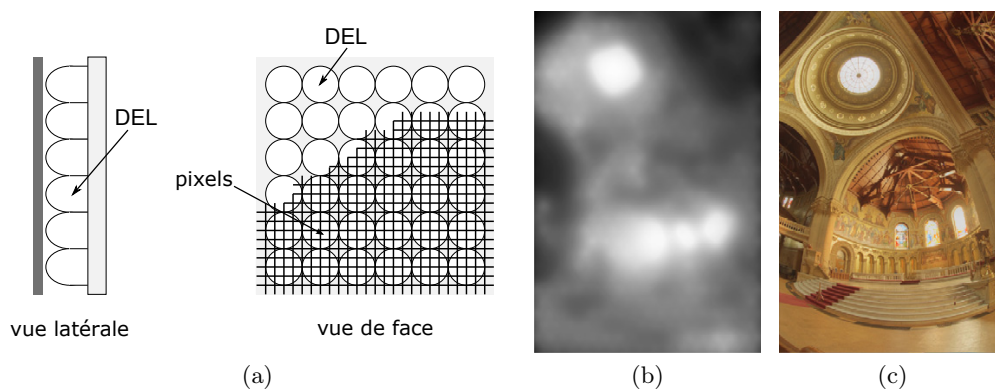 DEL
DEL
pixels
vue latérale
vue de face
(a)
(b)
(c)